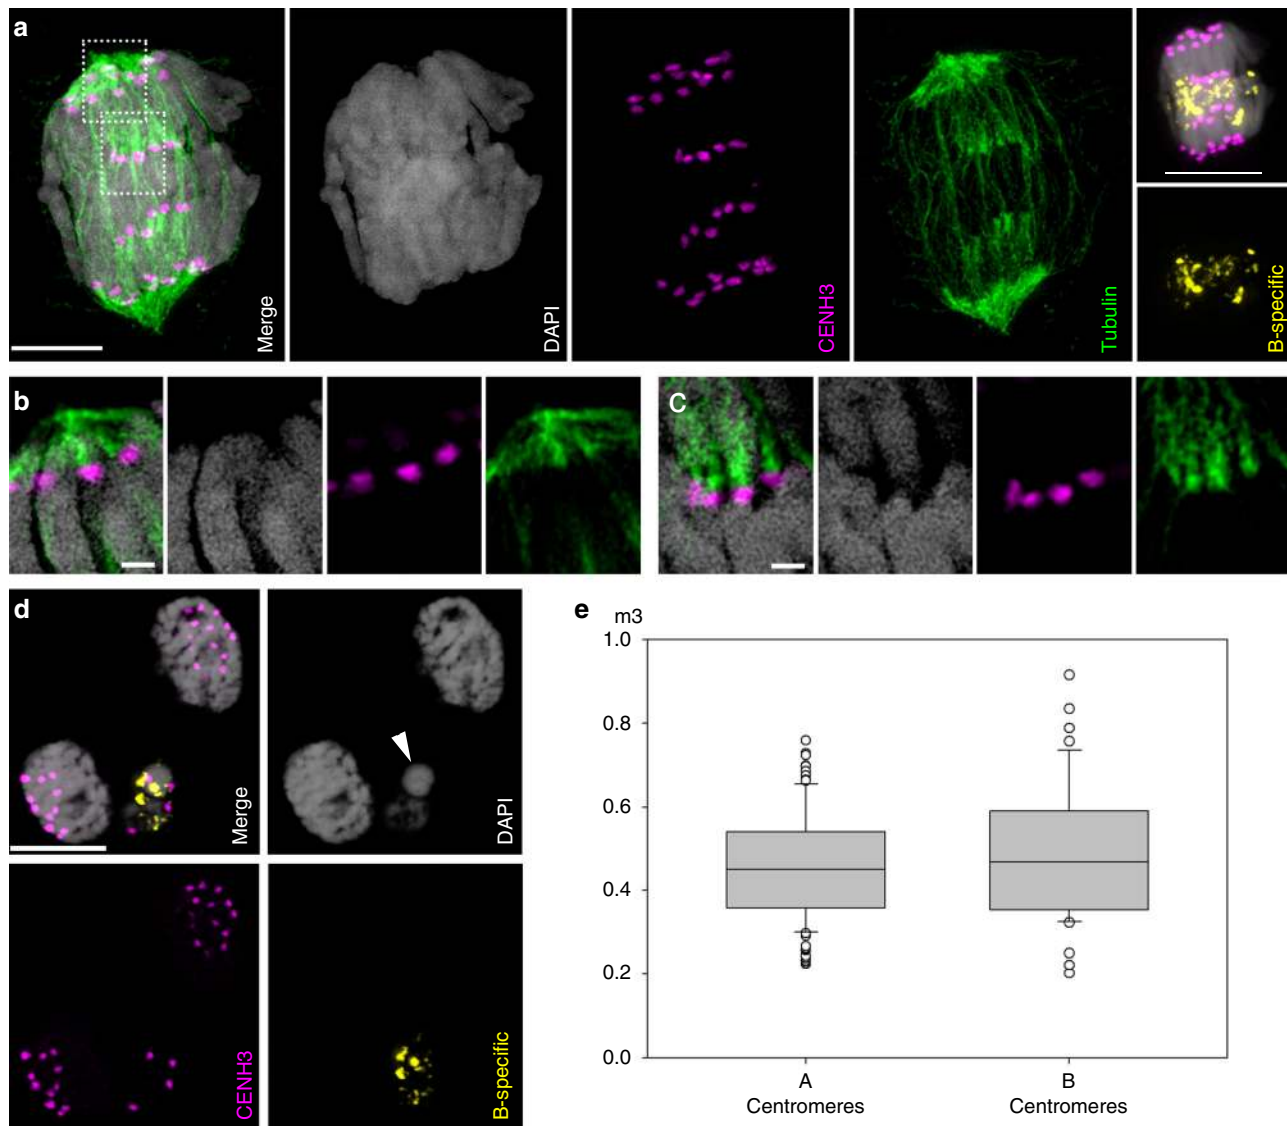 a
Merge
DAPI
CENH3
Tubulin
B-specific
b
c
d
Merge
DAPI
CENH3
B-specific
e
m3
1.0
0.8
0.6
0.4
0.2
0.0
A
Centromeres
B
Centromeres